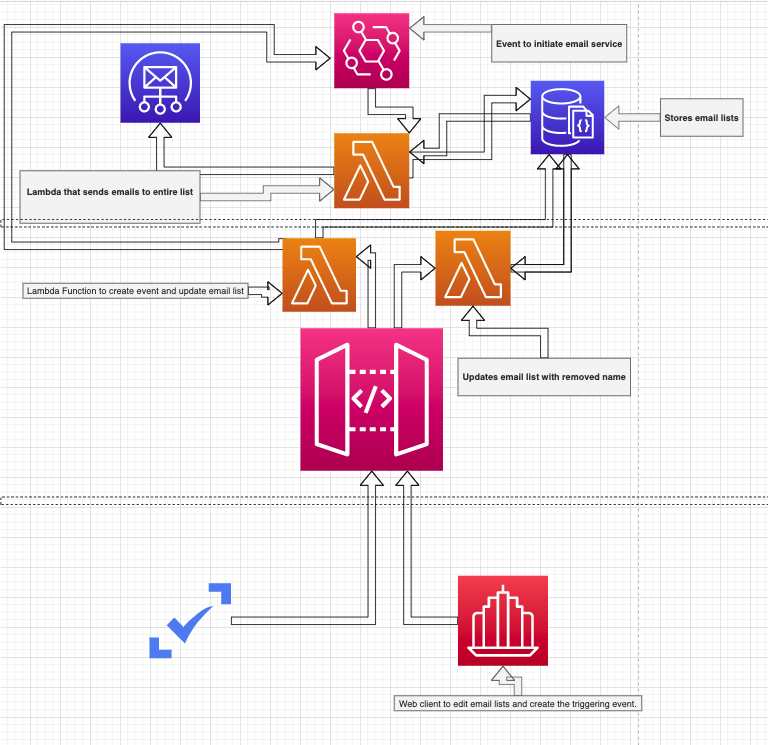 Event to initiate email service
Stores email lists
Lambda that sends emails to entire list
Lambda Function to create event and update email list
Updates email list with removed name
Web client to edit email lists and create the triggering event.